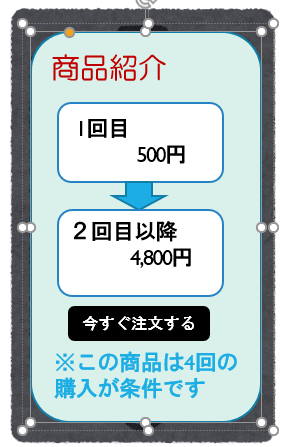 商品紹介
1回目
500円
２回目以降
4,800円
今すぐ注文する
※この商品は4回の
購入が条件です